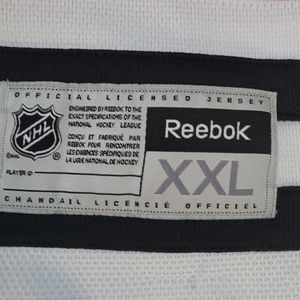 OFFICIAL LICENSED JERSEY
NHL
©NHL
ENGINEERED BY REEBOK TO THE
EXACT SPECIFICATIONS OF THE
NATIONAL HOCKEY LEAGUE
CONÇU ET FABRIQUÉ PAR
REEBOK POUR RENCONTRER
LES EXIGENCES SPÉCIFIQUES DE
LA LIGUE NATIONALE DE HOCKEY
PLAYER ID
Reebok
XXL
CHANDAIL LICENCIÉ OFFICIEL